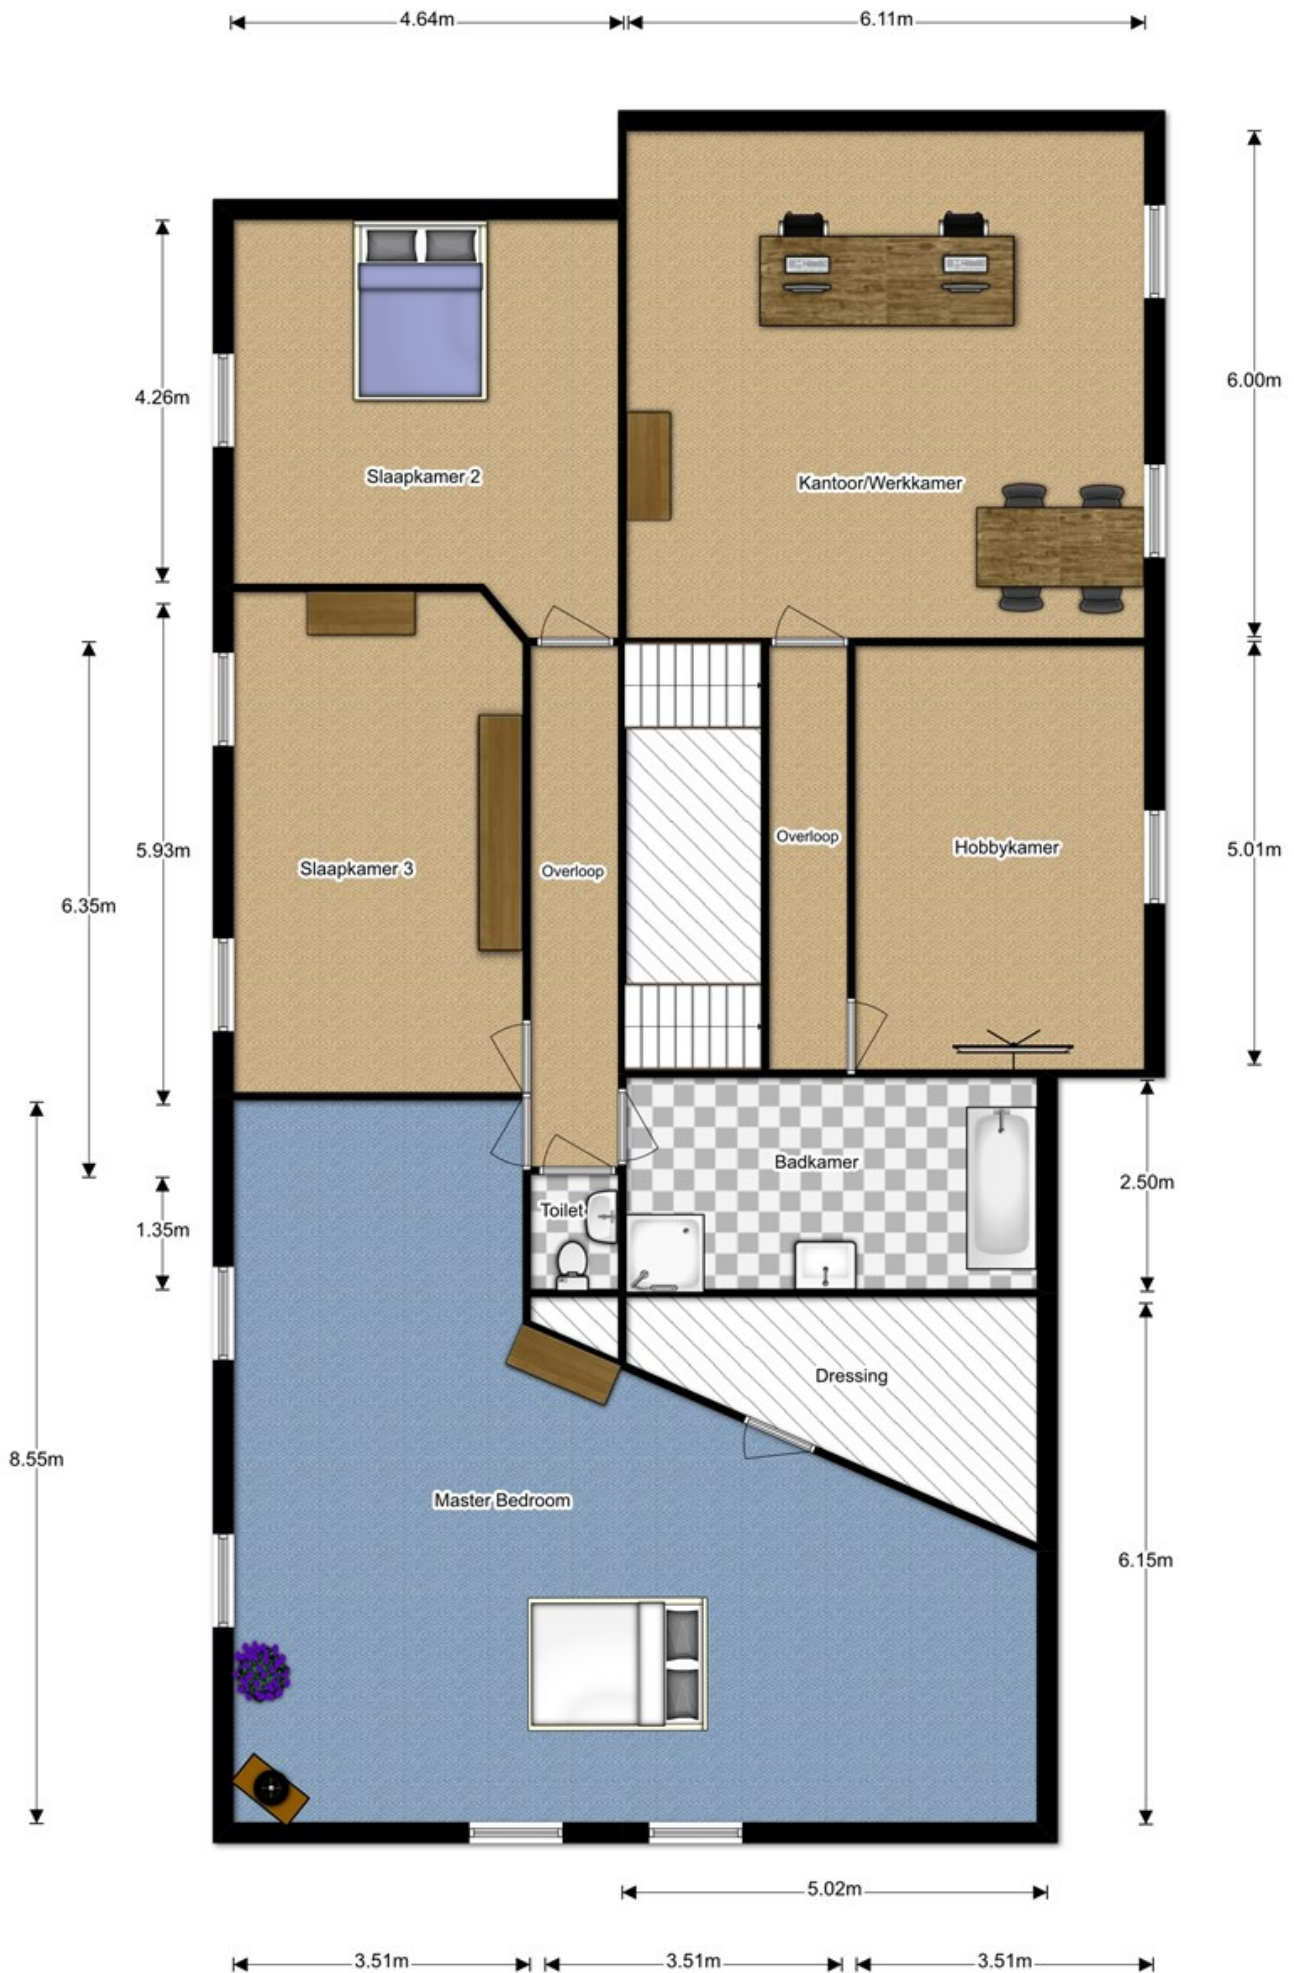 4.64m
6.11m
4.26m
6.00m
Slaapkamer 2
Kantoor/Werkkamer
5.93m
5.01m
6.35m
Slaapkamer 3
Overloop
Overloop
Hobbykamer
Badkamer
2.50m
1.35m
Toilet
Dressing
8.55m
Master Bedroom
6.15m
5.02m
3.51m
3.51m
3.51m